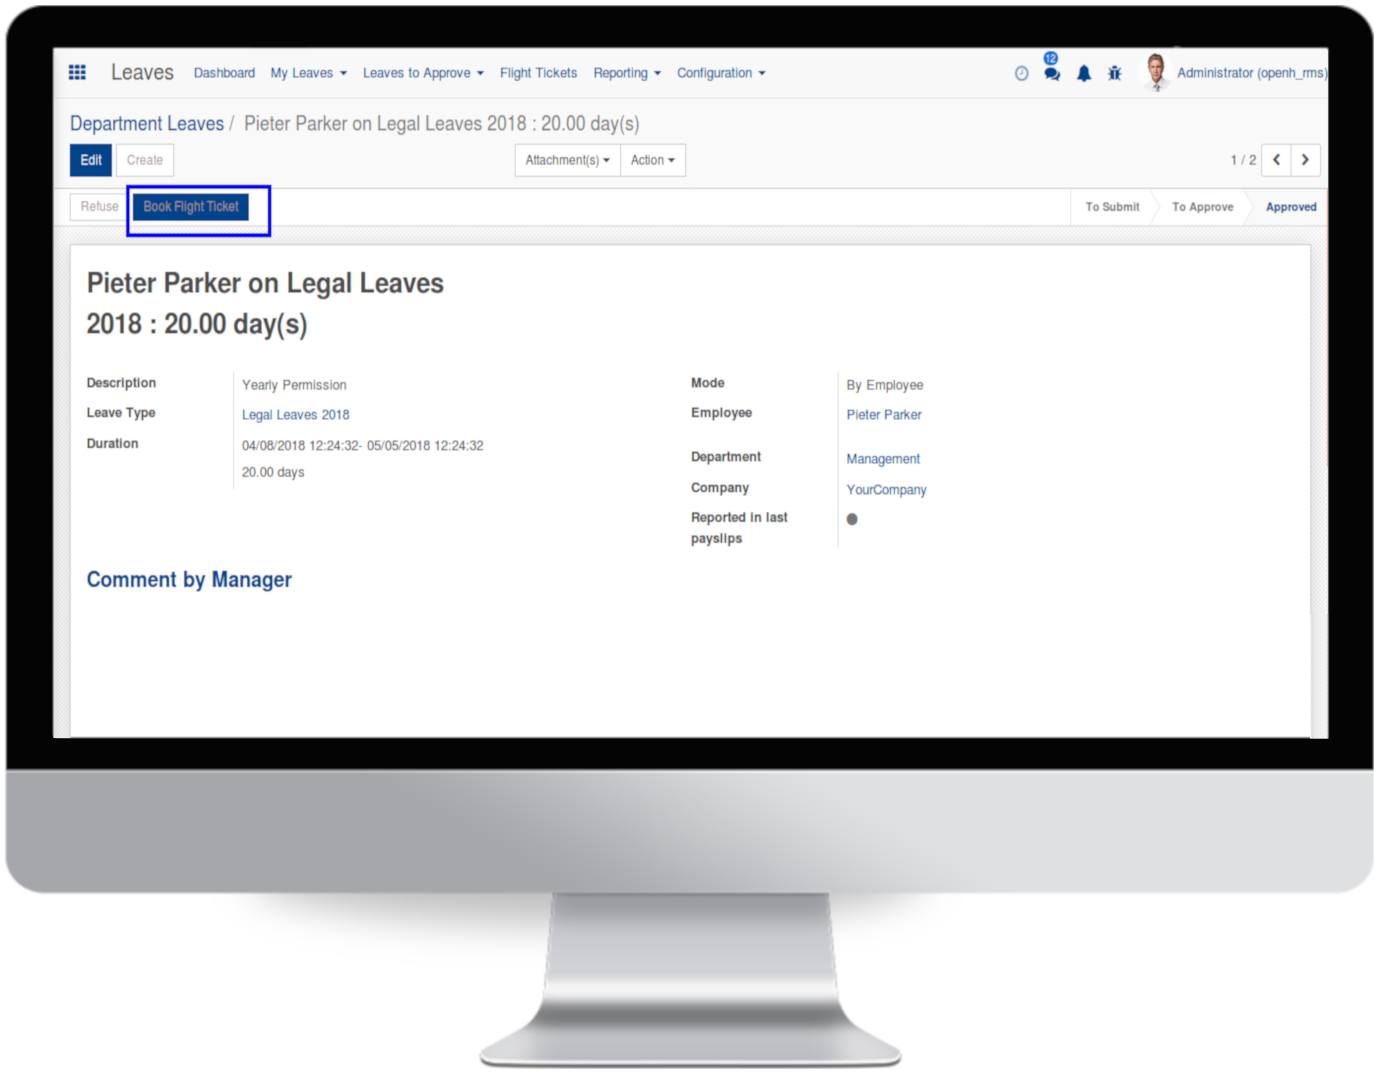 Leaves Dashboard My Leaves Leaves to Approve Flight Tickets Reporting Configuration 12 Administrator (openh_rms)
Department Leaves / Pieter Parker on Legal Leaves 2018 : 20.00 day(s)
Edit Create Attachment(s) Action 1 / 2
Refuse Book Flight Ticket To Submit To Approve Approved
Pieter Parker on Legal Leaves
2018 : 20.00 day(s)
Description Yearly Permission
Leave Type Legal Leaves 2018
Duration 04/08/2018 12:24:32- 05/05/2018 12:24:32
20.00 days
Mode By Employee
Employee Pieter Parker
Department Management
Company YourCompany
Reported in last
payslips
Comment by Manager